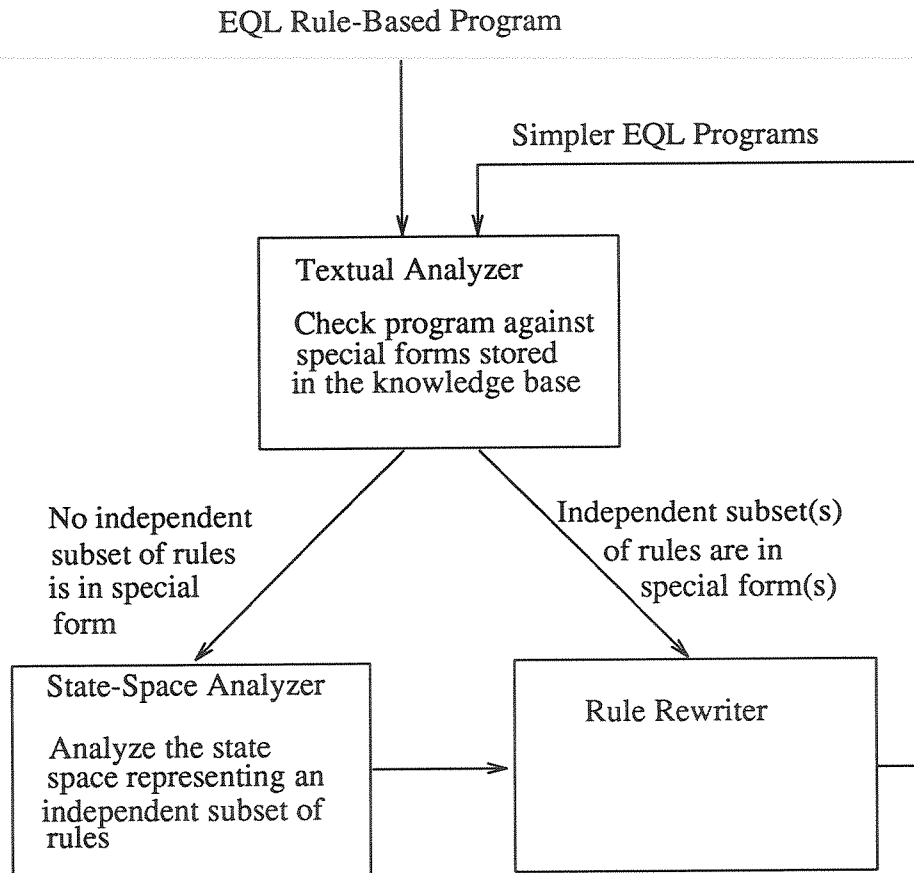 EQL Rule-Based Program
Simpler EQL Programs
Textual Analyzer
Check program against
special forms stored
in the knowledge base
No independent
subset of rules
is in special
form
Independent subset(s)
of rules are in
special form(s)
State-Space Analyzer
Analyze the state
space representing an
independent subset of
rules
Rule Rewriter